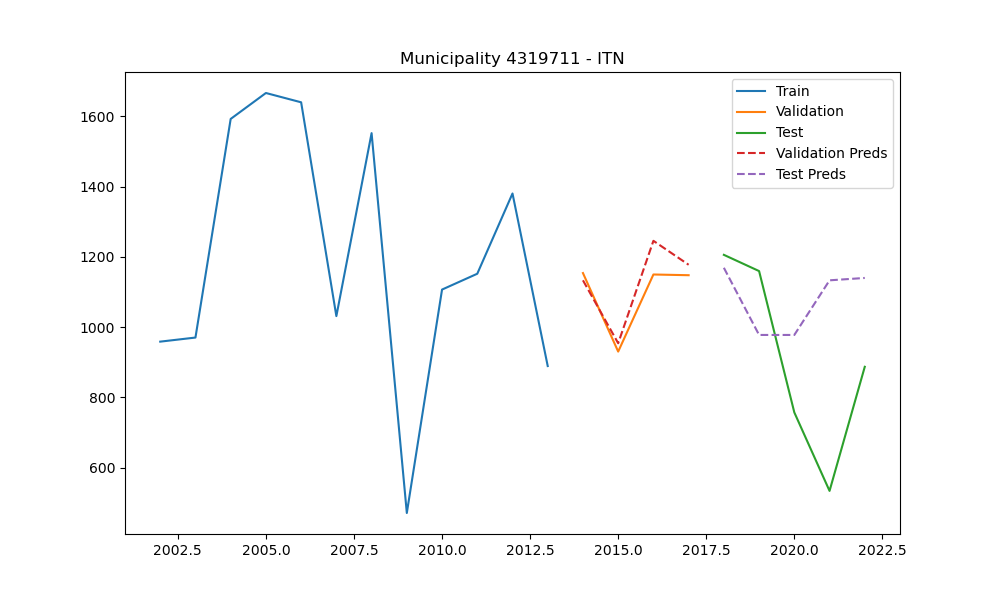 Municipality 4319711 - ITN
Train
Validation
Test
Validation Preds
Test Preds
1600
1400
1200
1000
800
600
2002.5 2005.0 2007.5 2010.0 2012.5 2015.0 2017.5 2020.0 2022.5